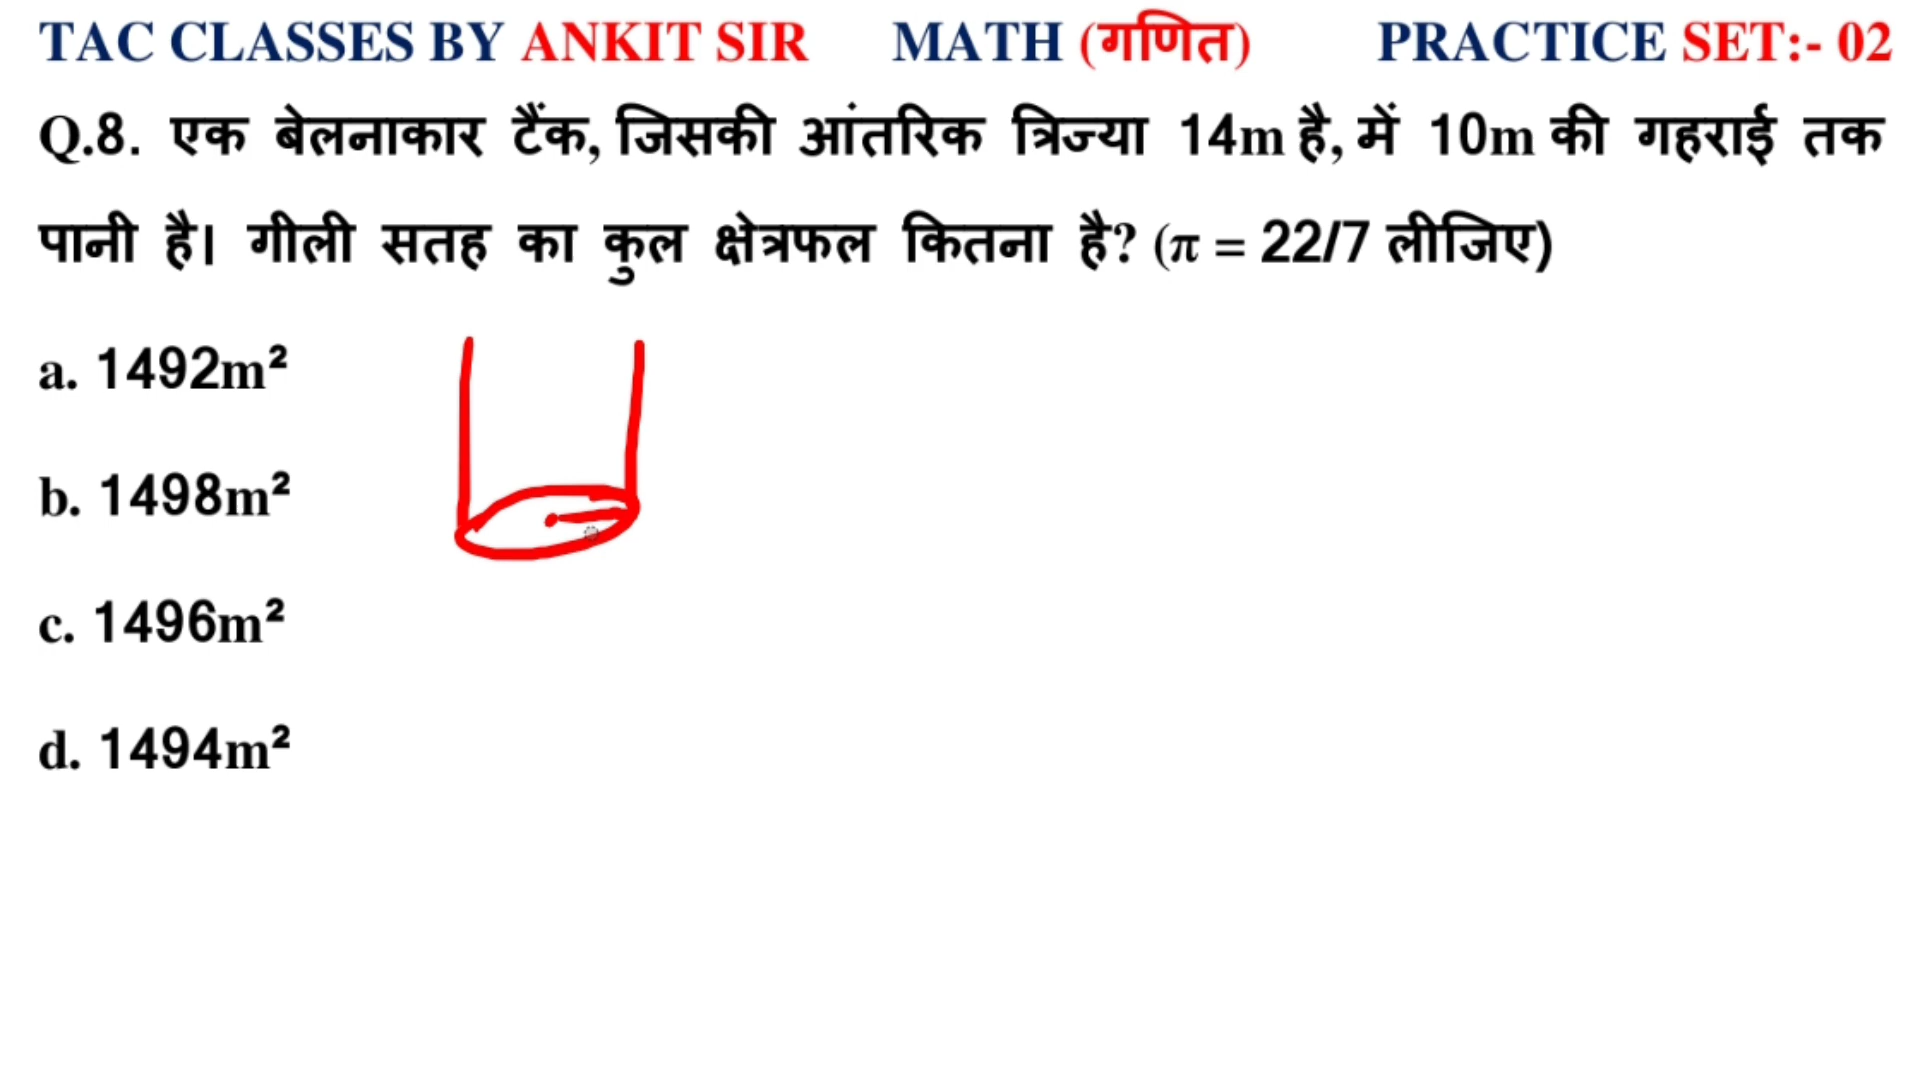 TAC CLASSES BY ANKIT SIR MATH (गणित) PRACTICE SET:- 02
Q.8. एक बेलनाकार टैंक, जिसकी आंतरिक त्रिज्या 14m है, में 10m की गहराई तक
पानी है। गीली सतह का कुल क्षेत्रफल कितना है? (π = 22/7 लीजिए)
a. 1492m²
b. 1498m²
c. 1496m²
d. 1494m²